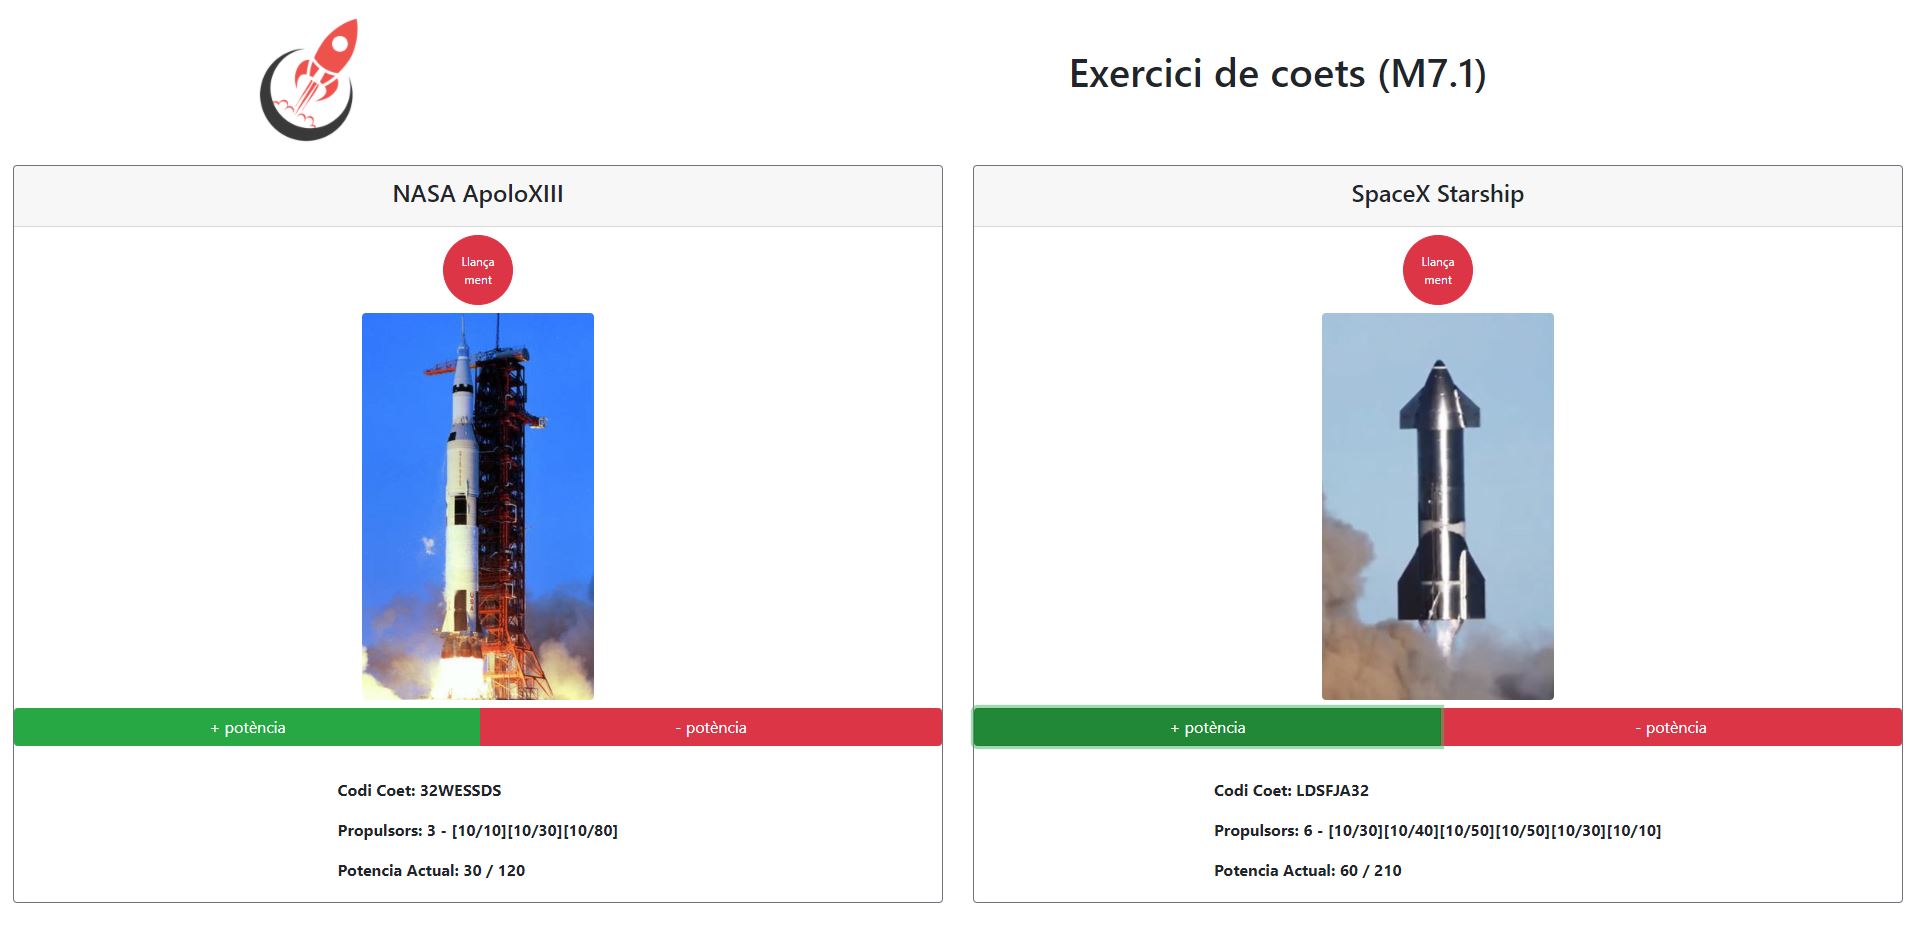 Exercici de coets (M7.1)
NASA ApoloXIII
Llança
ment
+ potència
- potència
Codi Coet: 32WESSDS
Propulsors: 3 - [10/10][10/30][10/80]
Potencia Actual: 30 / 120
SpaceX Starship
Llança
ment
+ potència
- potència
Codi Coet: LDSFJA32
Propulsors: 6 - [10/30][10/40][10/50][10/50][10/30][10/10]
Potencia Actual: 60 / 210